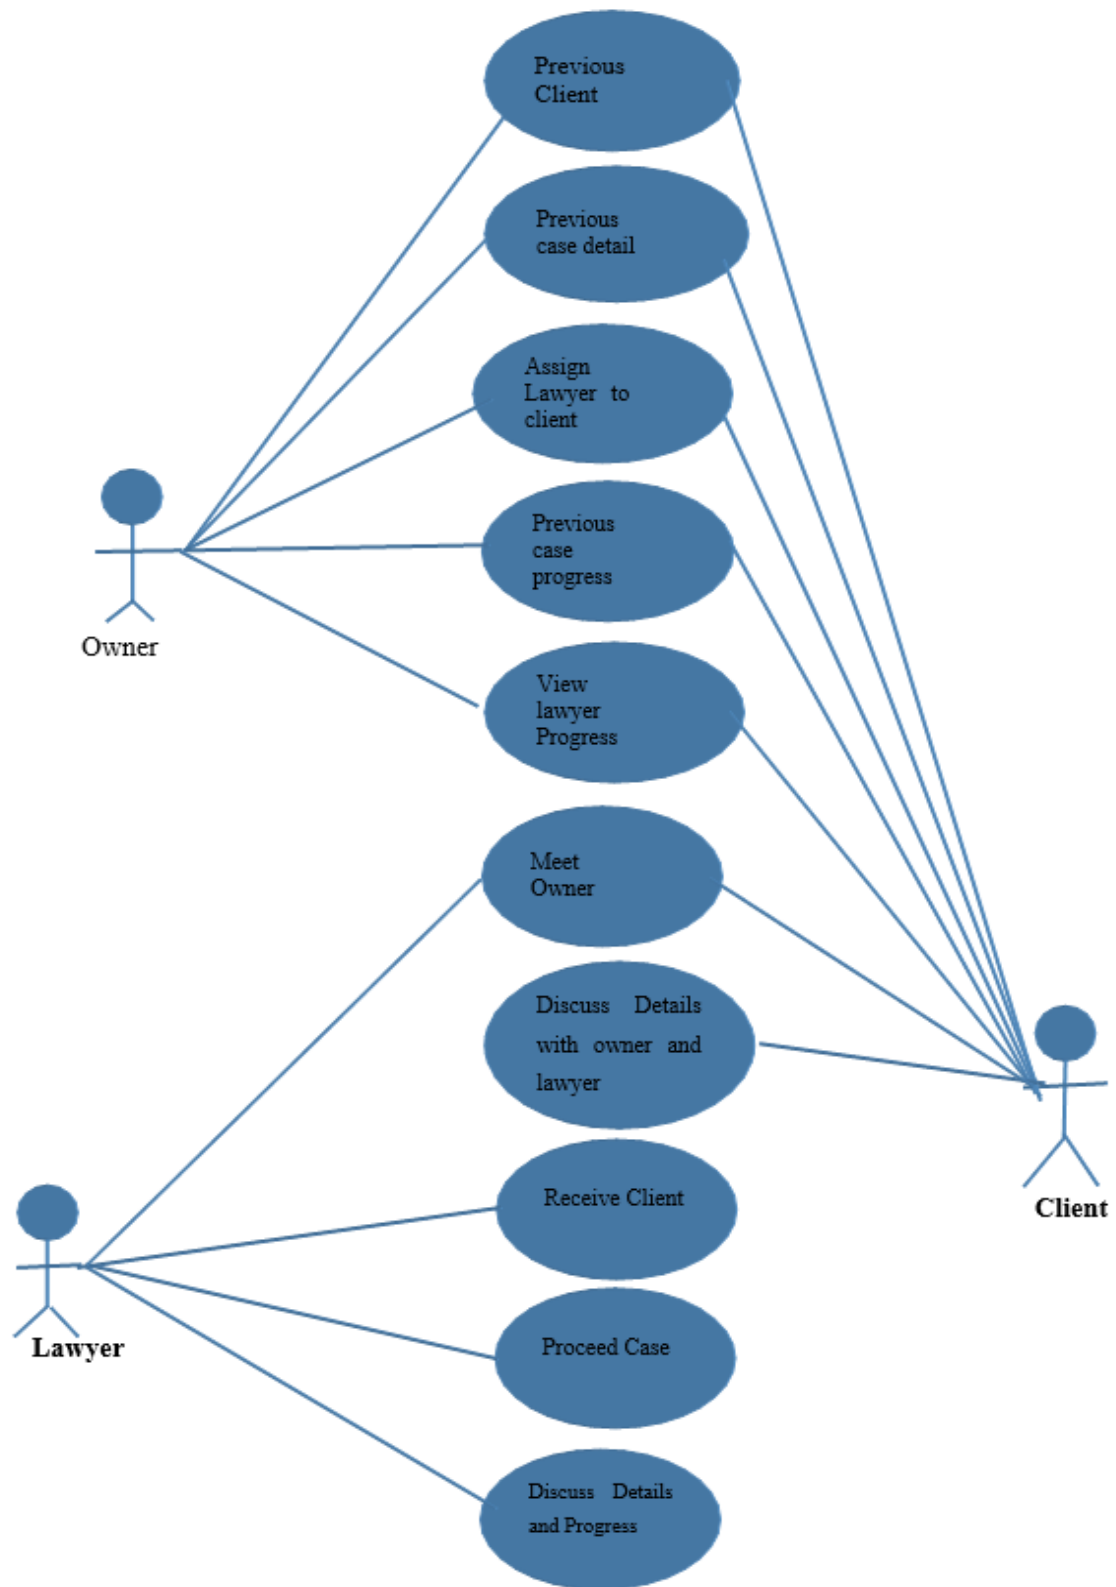 Previous
Client
Previous
case detail
Assign
Lawyer to
client
Previous
case
progress
Owner
View
lawyer
Progress
Meet
Owner
Discuss Details
with owner and
lawyer
Receive Client
Client
Lawyer
Proceed Case
Discuss Details
and Progress